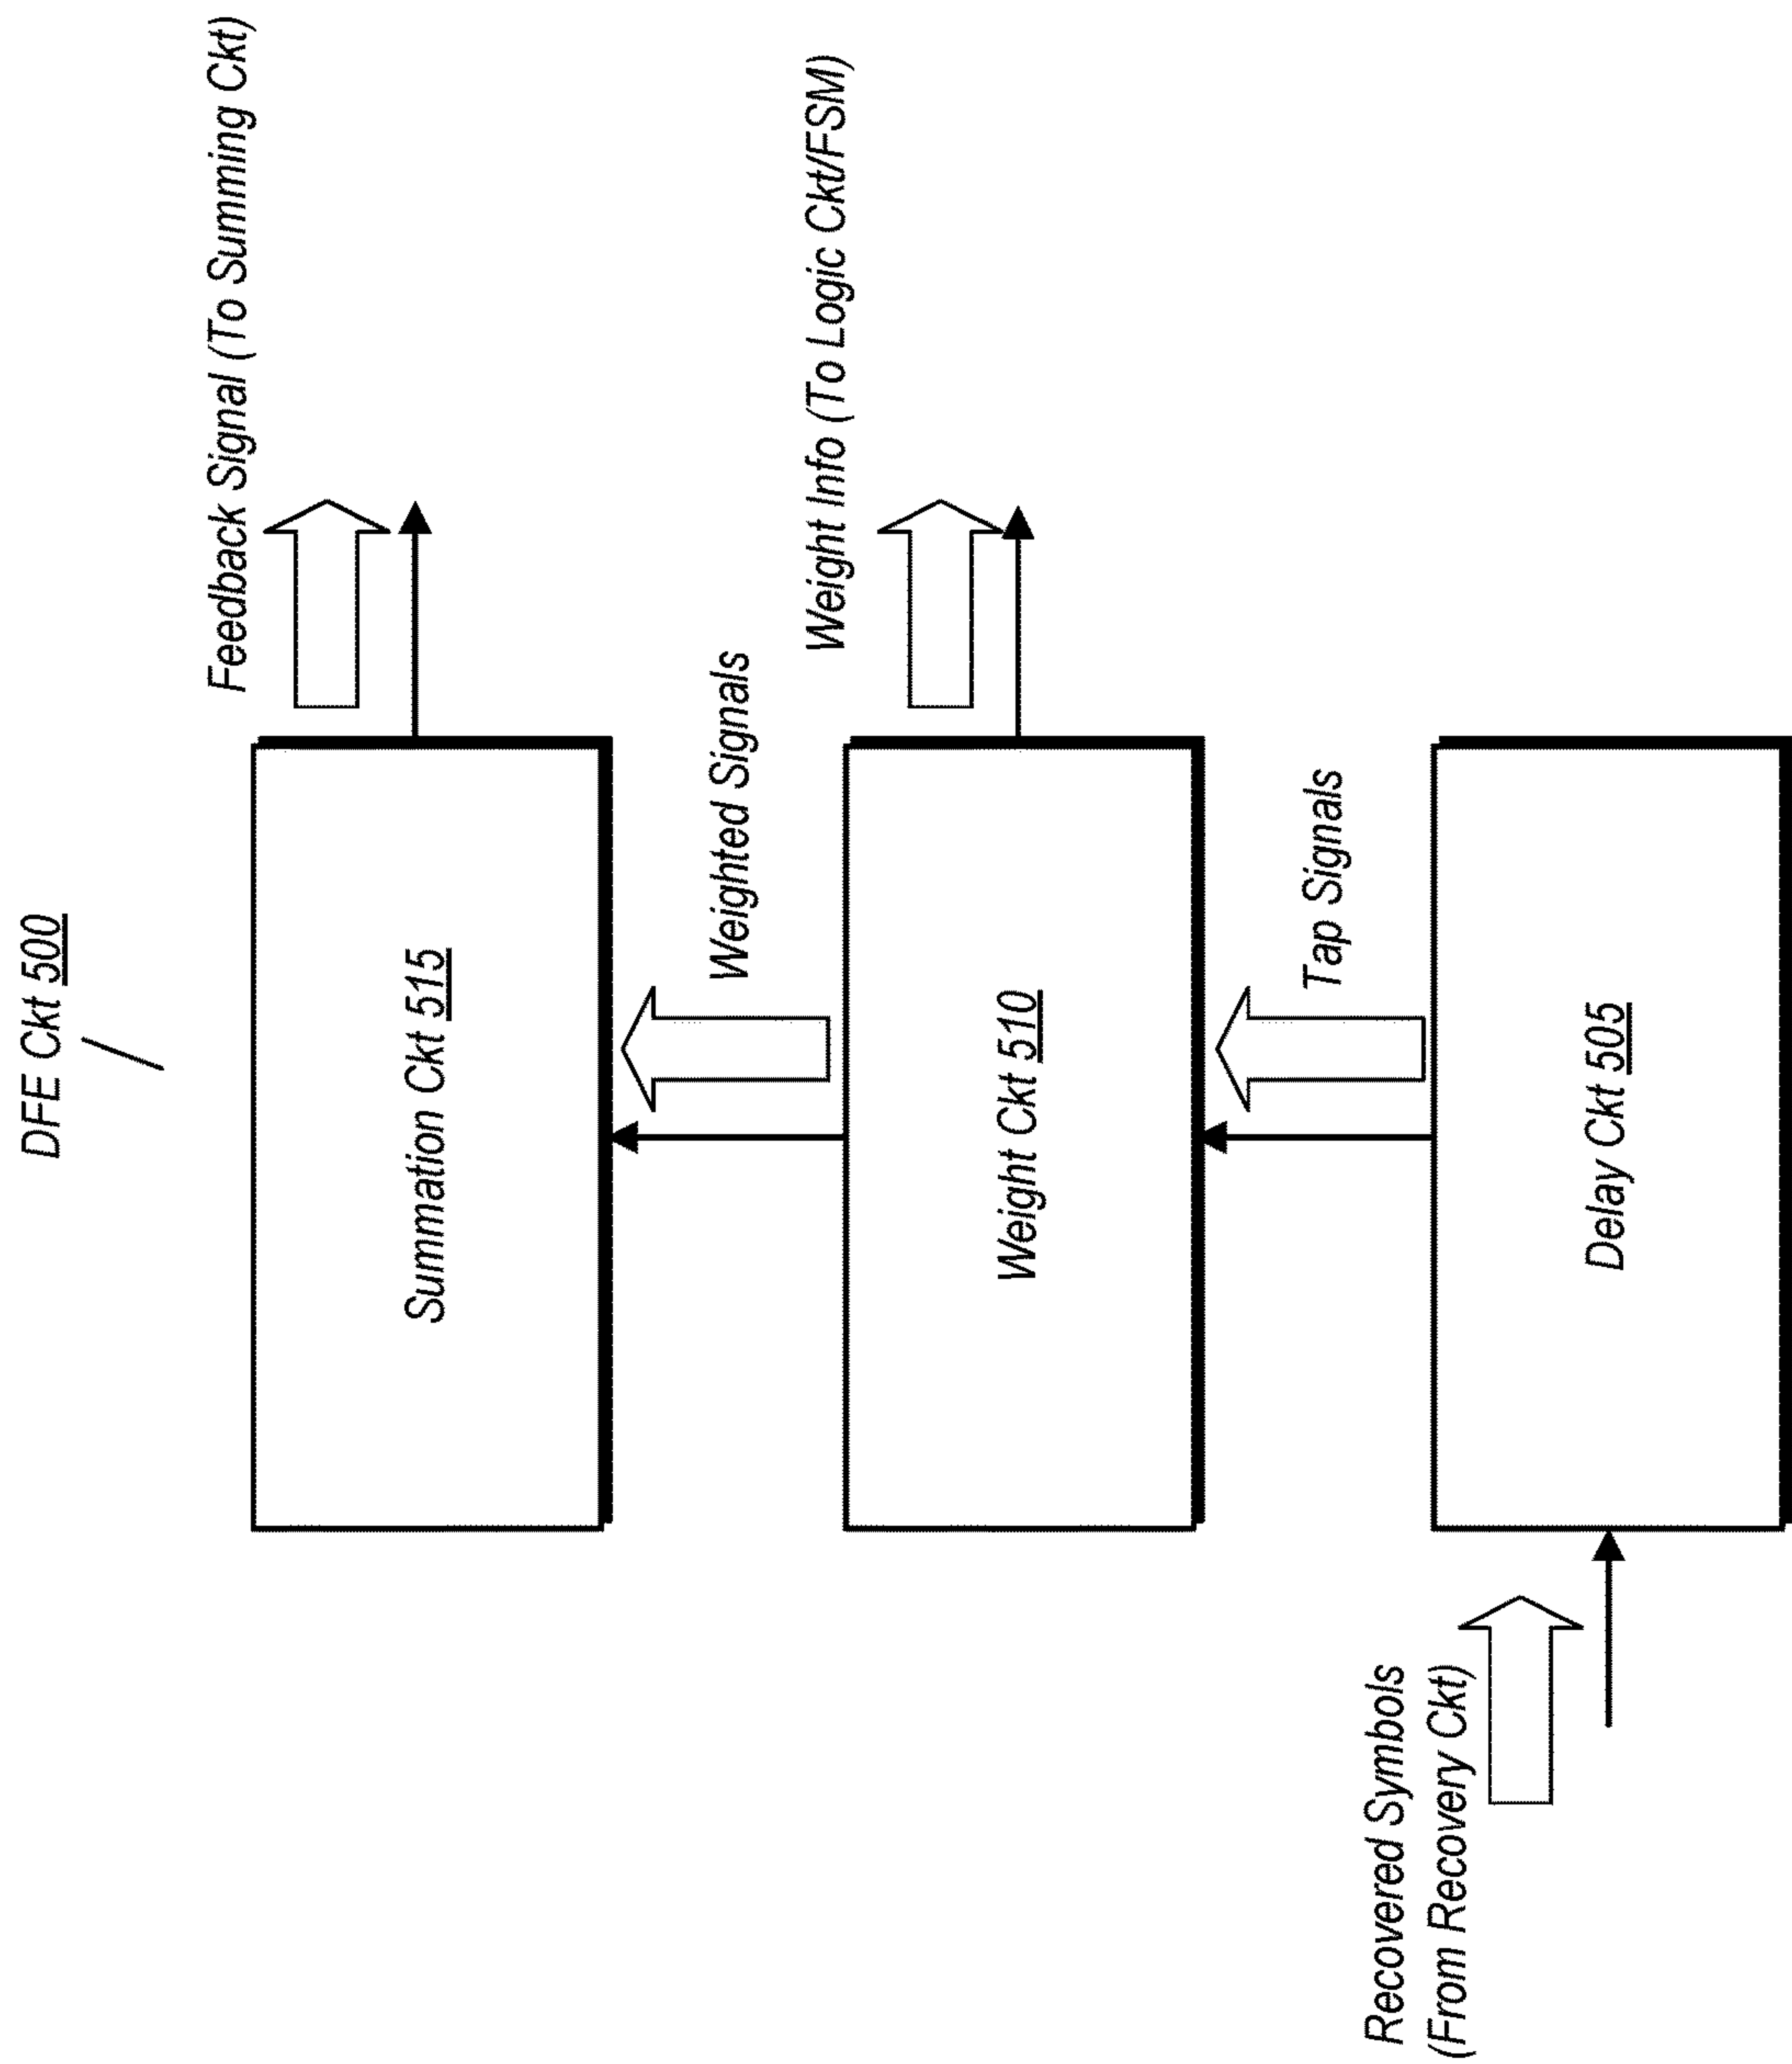 DFE Ckt 500
Feedback Signal (To Summing Ckt)
Summation Ckt 515
Weighted Signals
Weight Info (To Logic Ckt/FSM)
Weight Ckt 510
Tap Signals
Recovered Symbols
(From Recovery Ckt)
Delay Ckt 505